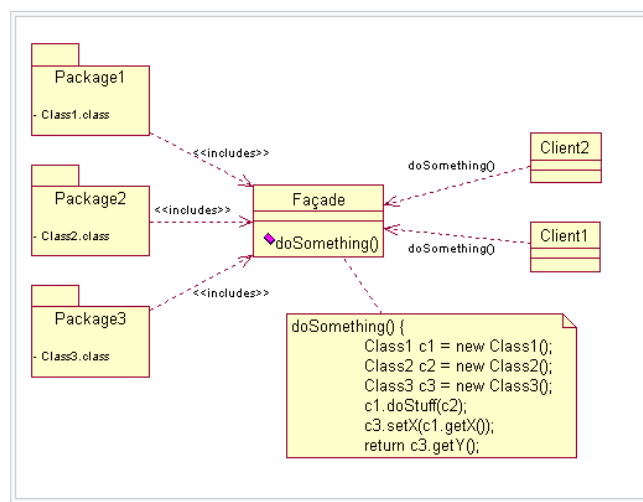 Package1
- Class1.class
<<includes>>
Package2
- Class2.class
<<includes>>
Package3
- Class3.class
<<includes>>
Façade
doSomething()
Client2
doSomething()
Client1
doSomething()
doSomething() {
Class1 c1 = new Class1();
Class2 c2 = new Class2();
Class3 c3 = new Class3();
c1.doStuff(c2);
c3.setX(c1.getX());
return c3.getY();